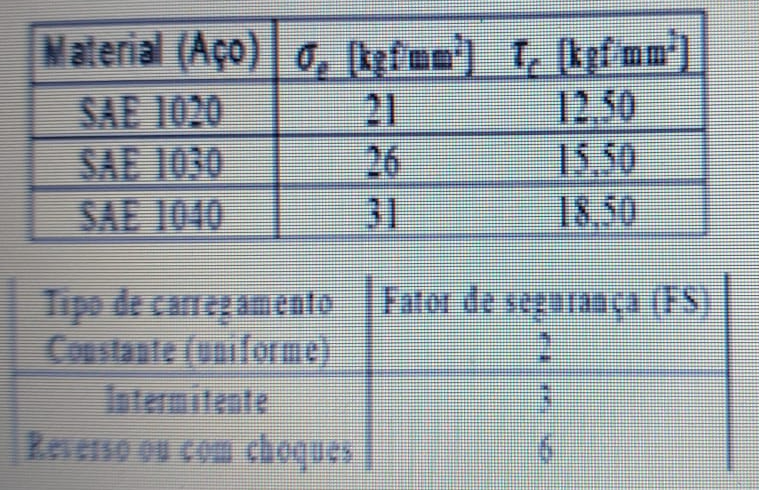 Material (Aço) σe [kgf/mm²] τe [kgf/mm²]
SAE 1020 21 12,50
SAE 1030 26 15,50
SAE 1040 31 18,50
Tipo de carregamento Fator de segurança (FS)
Constante (uniforme) 2
Intermitente 3
Reverso ou com choques 6